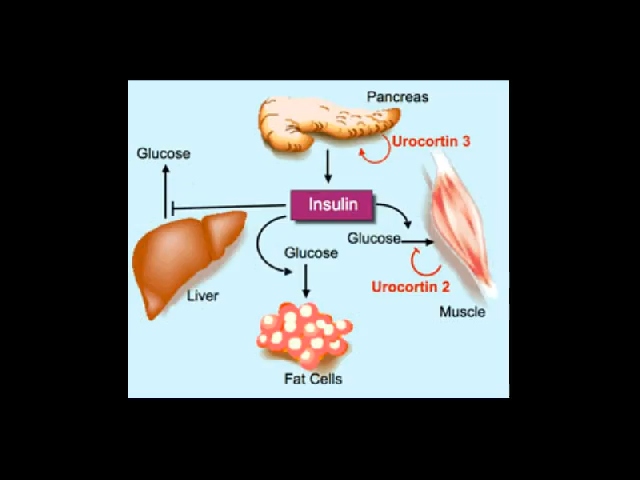 Pancreas
Urocortin 3
Glucose
Insulin
Glucose
Glucose
Urocortin 2
Liver
Muscle
Fat Cells